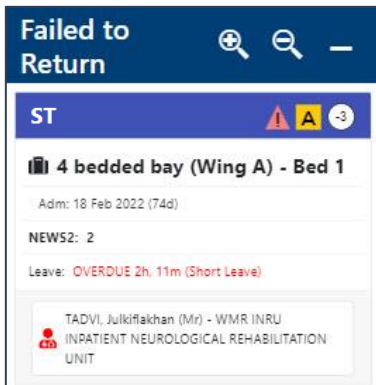 Failed to
Return
ST
A
-3
4 bedded bay (Wing A) - Bed 1
Adm: 18 Feb 2022 (74d)
NEWS2: 2
Leave: OVERDUE 2h, 11m (Short Leave)
TADVI, Julkiflakhan (Mr) - WMR INRU
INPATIENT NEUROLOGICAL REHABILITATION
UNIT